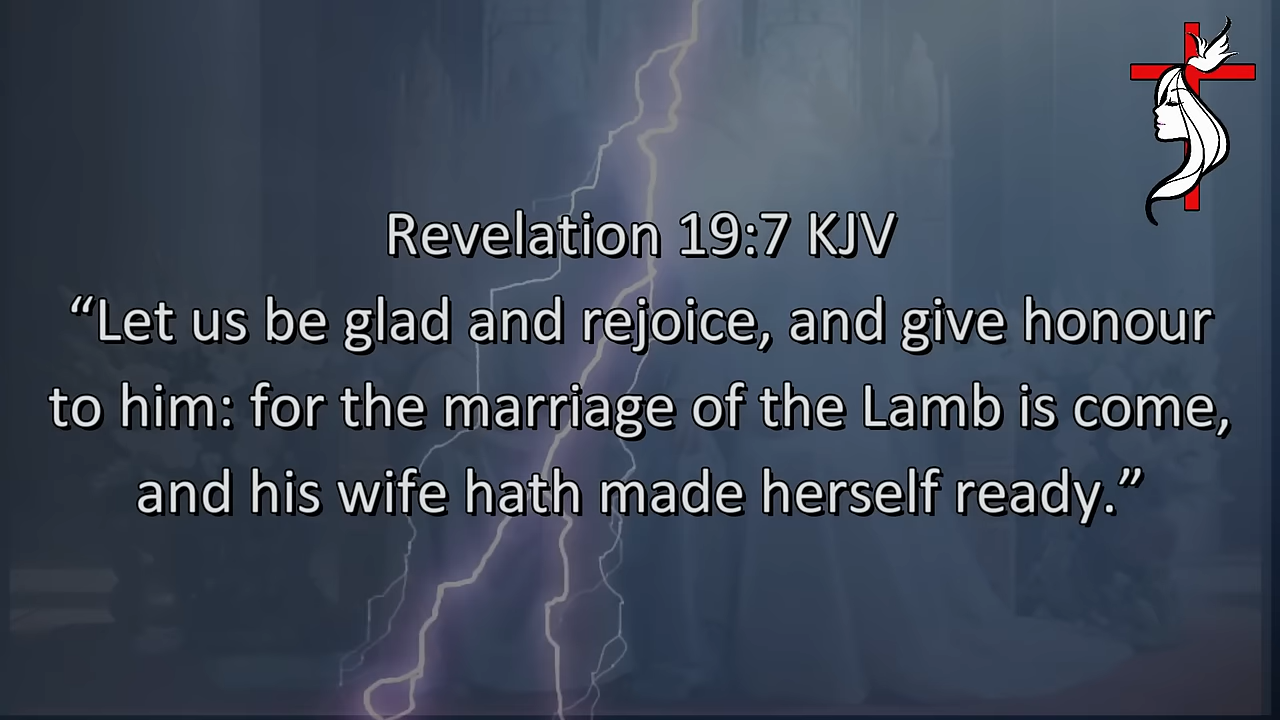 Revelation 19:7 KJV
“Let us be glad and rejoice, and give honour
to him: for the marriage of the Lamb is come,
and his wife hath made herself ready.”